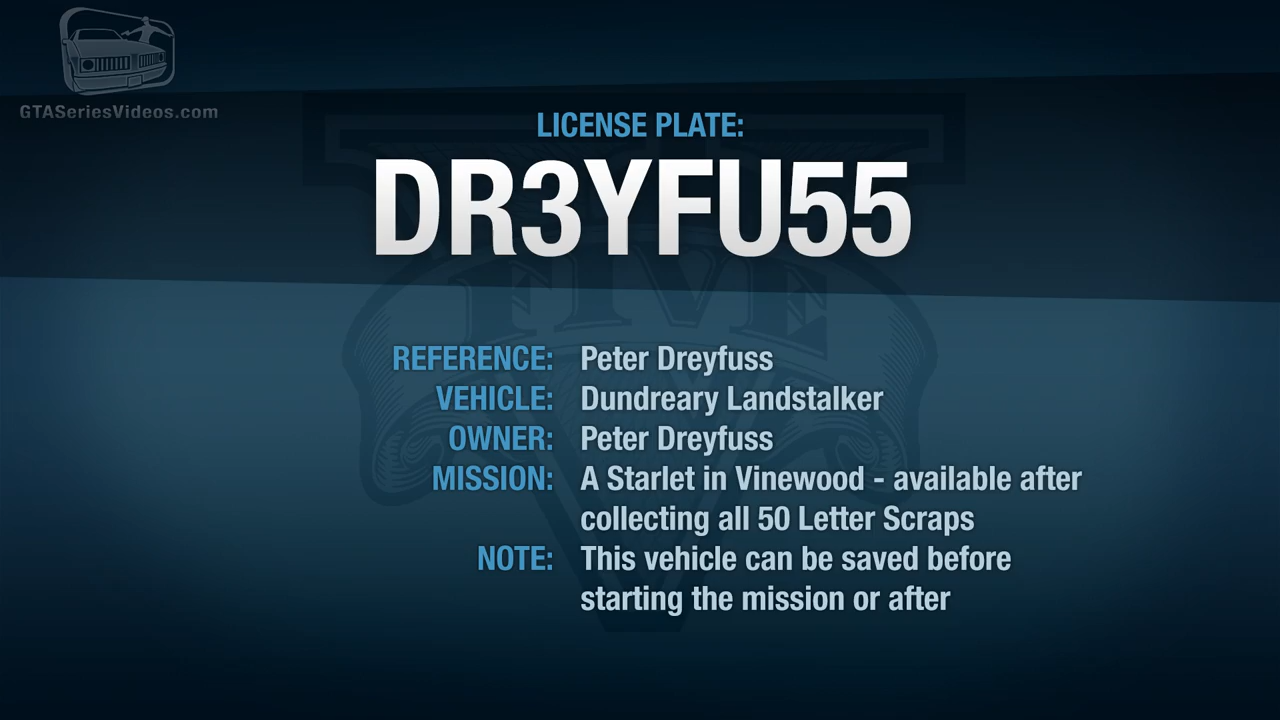 GTASeriesVideos.com
LICENSE PLATE:
DR3YFU55
FIVE
REFERENCE: Peter Dreyfuss
VEHICLE: Dundreary Landstalker
OWNER: Peter Dreyfuss
MISSION: A Starlet in Vinewood - available after
collecting all 50 Letter Scraps
NOTE: This vehicle can be saved before
starting the mission or after